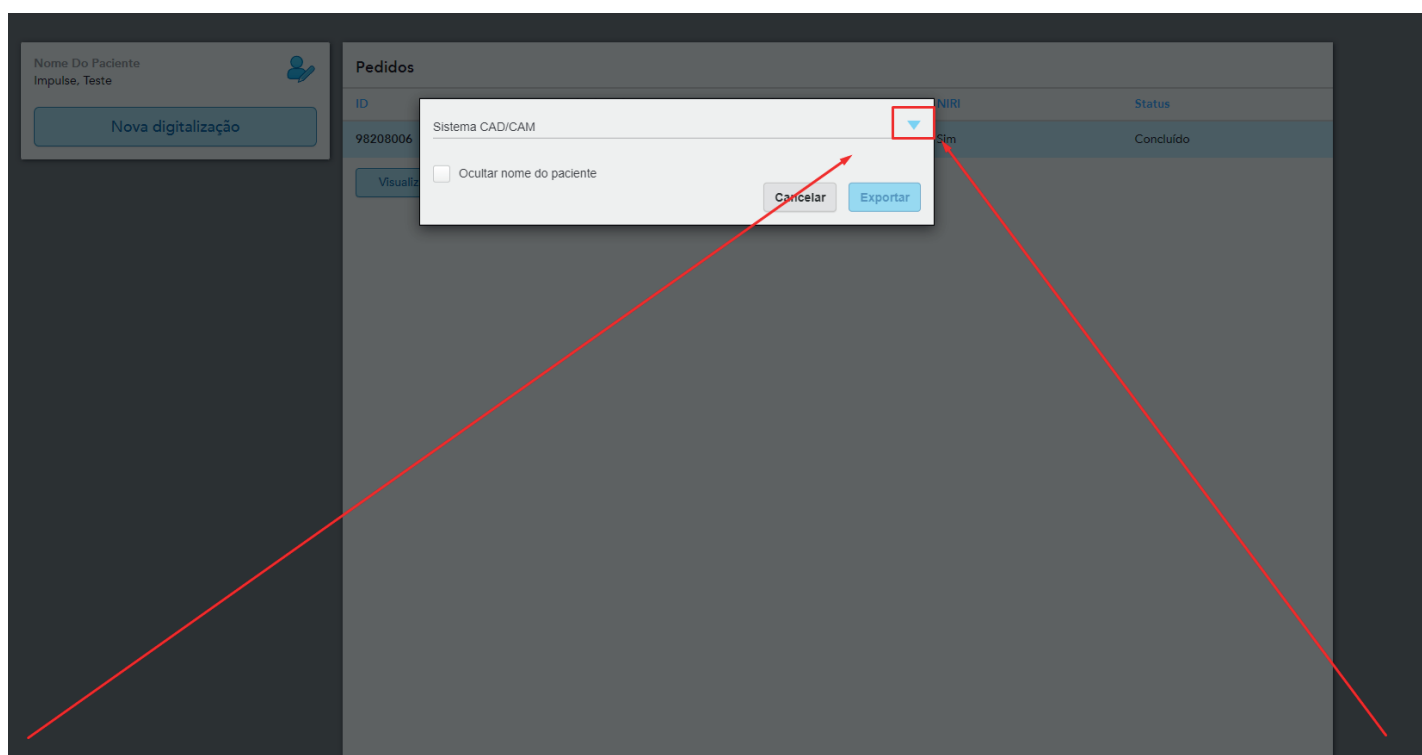 Nome Do Paciente
Impulse, Teste
Nova digitalização
Pedidos
ID NIRI Status
98208006 Sim Concluído
Sistema CAD/CAM
Ocultar nome do paciente
Cancelar Exportar